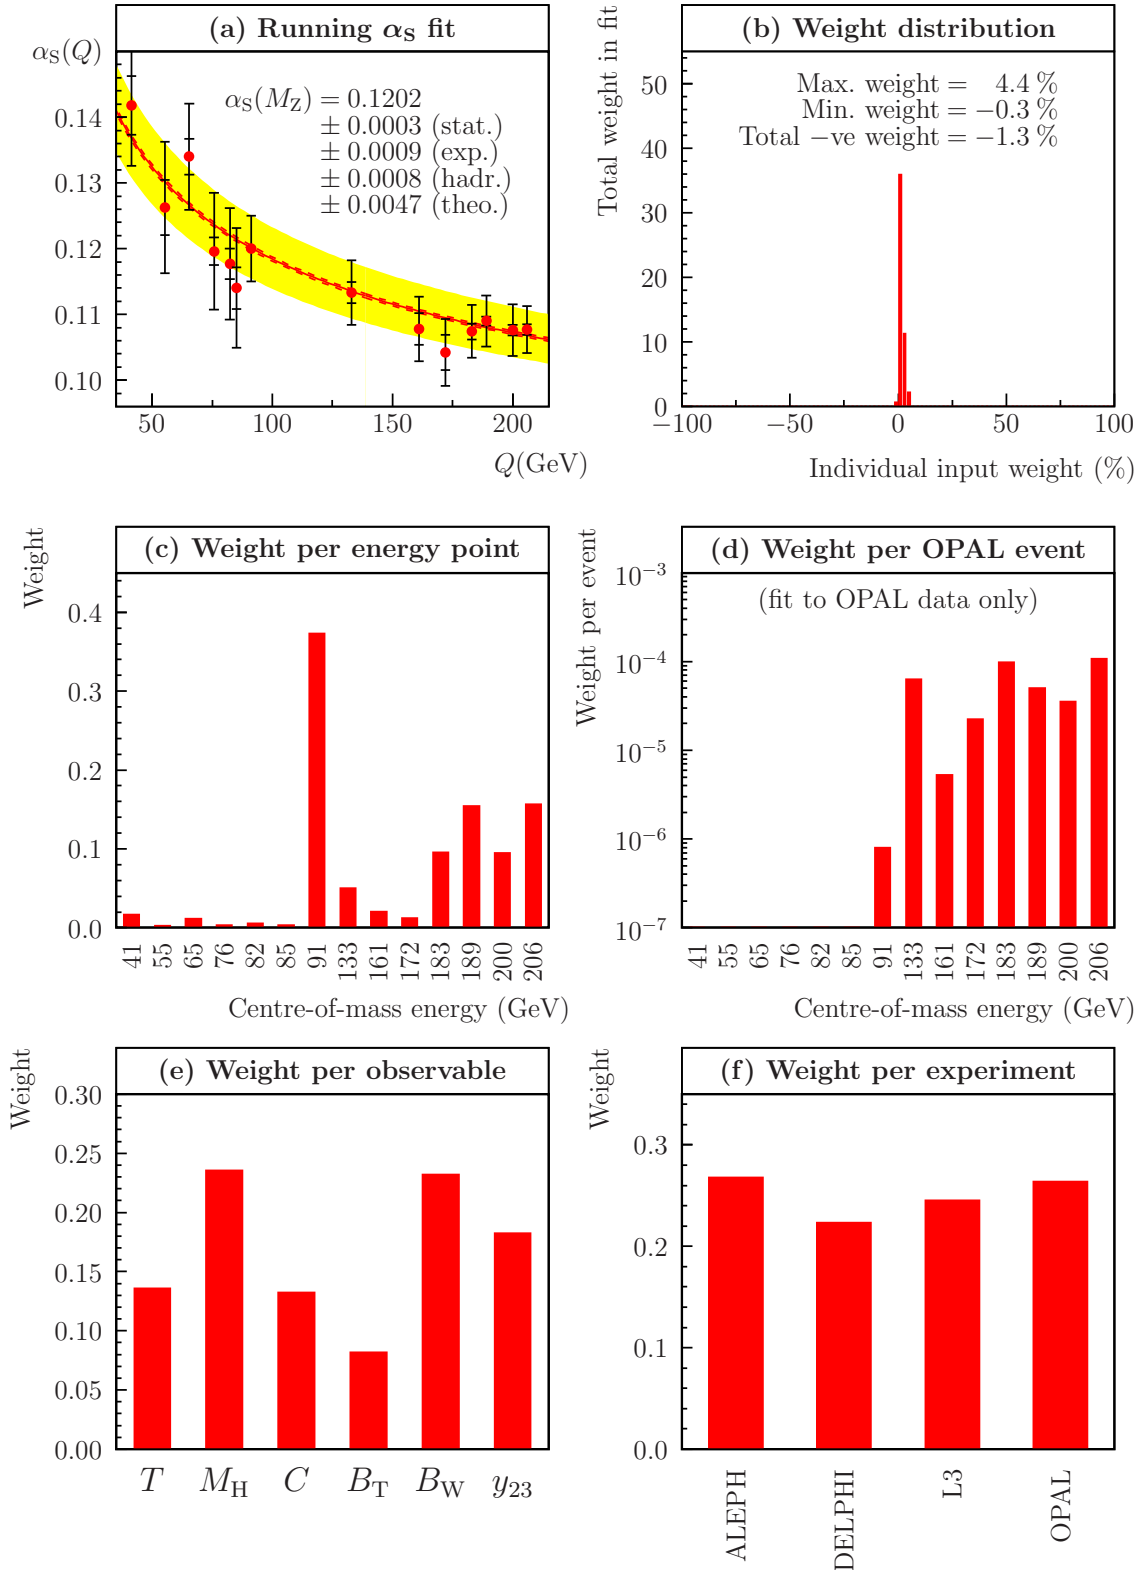 (a) Running αS fit
αS(Q)
αS(MZ) = 0.1202
± 0.0003 (stat.)
± 0.0009 (exp.)
± 0.0008 (hadr.)
± 0.0047 (theo.)
0.14
0.13
0.12
0.11
0.10
50 100 150 200
Q(GeV)
(b) Weight distribution
Total weight in fit
Max. weight = 4.4 %
Min. weight = −0.3 %
Total −ve weight = −1.3 %
50
40
30
20
10
0
−100 −50 0 50 100
Individual input weight (%)
(c) Weight per energy point
Weight
0.4
0.3
0.2
0.1
0.0
41 55 65 76 82 85 91 133 161 172 183 189 200 206
Centre-of-mass energy (GeV)
(d) Weight per OPAL event
Weight per event
(fit to OPAL data only)
10−3
10−4
10−5
10−6
10−7
41 55 65 76 82 85 91 133 161 172 183 189 200 206
Centre-of-mass energy (GeV)
(e) Weight per observable
Weight
0.30
0.25
0.20
0.15
0.10
0.05
0.00
T MH C BT BW y23
(f) Weight per experiment
Weight
0.3
0.2
0.1
0.0
ALEPH DELPHI L3 OPAL